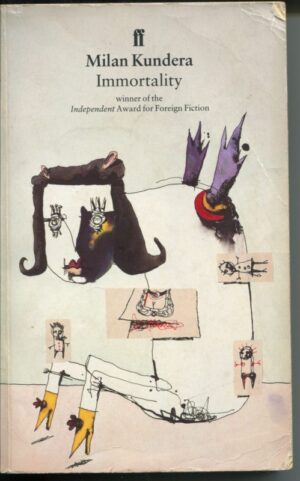 ff
Milan Kundera
Immortality
winner of the
Independent Award for Foreign Fiction